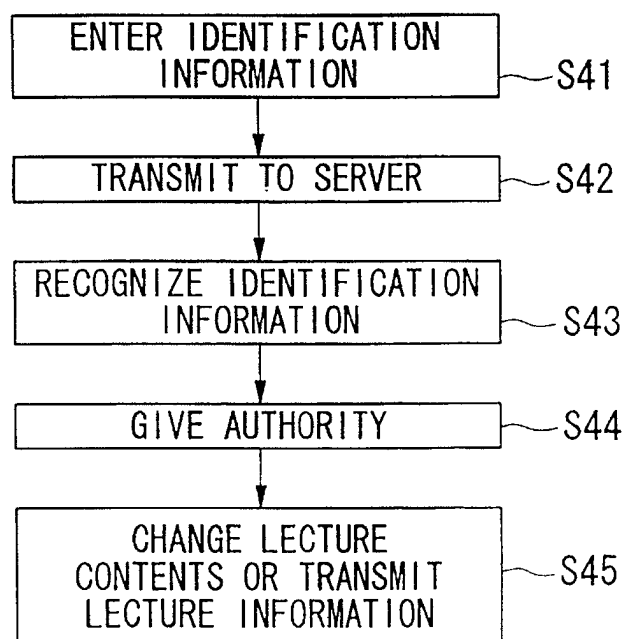 ENTER IDENTIFICATION
INFORMATION
S41
TRANSMIT TO SERVER
S42
RECOGNIZE IDENTIFICATION
INFORMATION
S43
GIVE AUTHORITY
S44
CHANGE LECTURE
CONTENTS OR TRANSMIT
LECTURE INFORMATION
S45